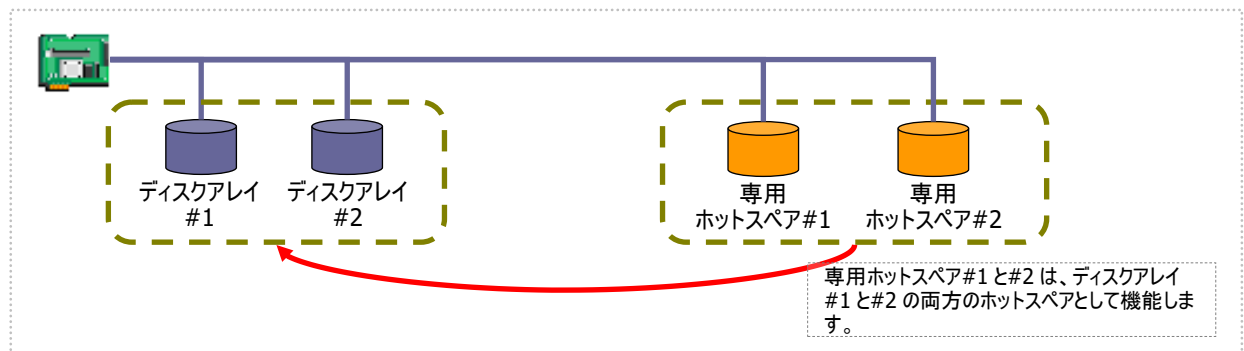 ディスクアレイ
#1
ディスクアレイ
#2
専用
ホットスペア#1
専用
ホットスペア#2
専用ホットスペア#1 と#2 は、ディスクアレイ
#1 と#2 の両方のホットスペアとして機能しま
す。